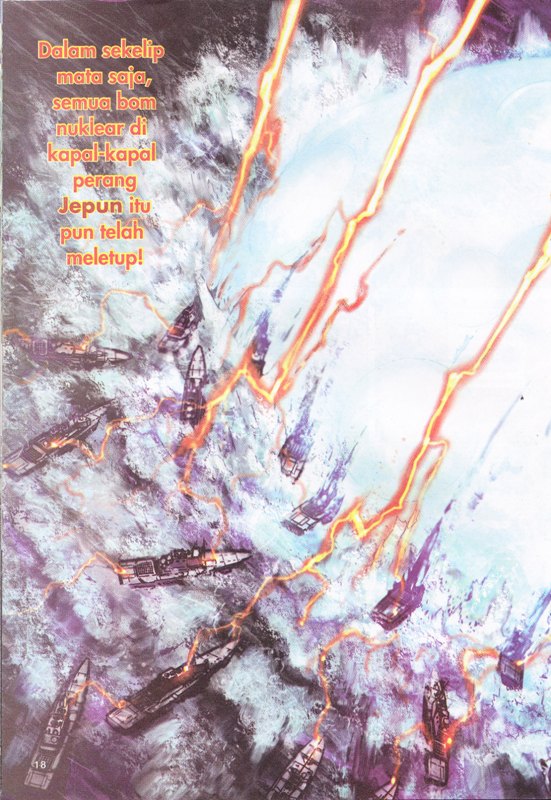 Dalam sekelip
mata saja,
semua bom
nuklear di
kapal-kapal
perang
Jepun itu
pun telah
meletup!
18